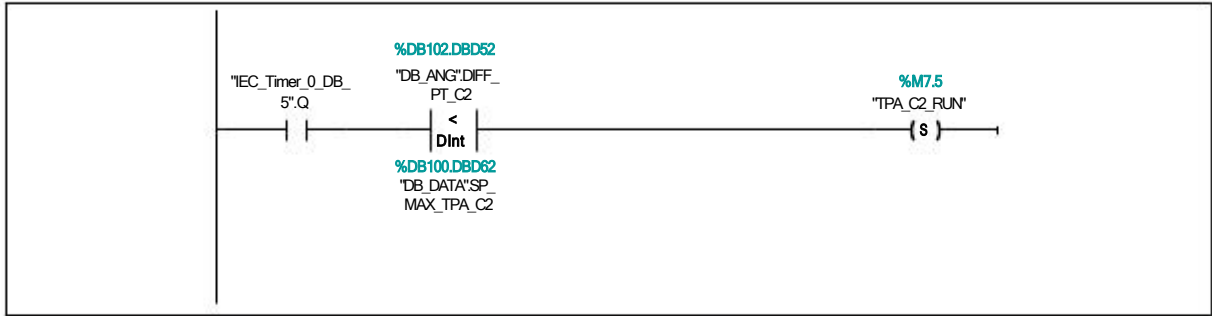 %DB102.DBD52
"IEC_Timer_0_DB_
5".Q
"DB_ANG".DIFF_
PT_C2
<
DInt
%DB100.DBD62
"DB_DATA".SP_
MAX_TPA_C2
%M7.5
"TPA_C2_RUN"
S